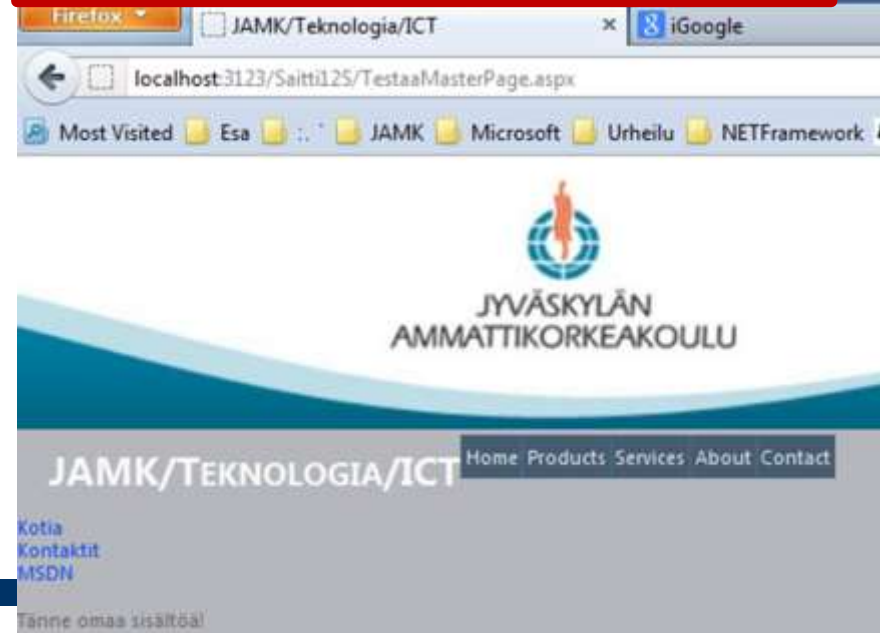 Firefox
JAMK/Teknologia/ICT × iGoogle
localhost:3123/Saitti125/TestaaMasterPage.aspx
Most Visited Esa :. ` JAKM Microsoft Urheilu NETFramework
JYVÄSKYLÄN
AMMATTIKORKEAKOULU
JAMK/TEKNOLOGIA/ICT Home Products Services About Contact
Kotia
Kontaktit
MSDN
Tänne omaa sisältöä!